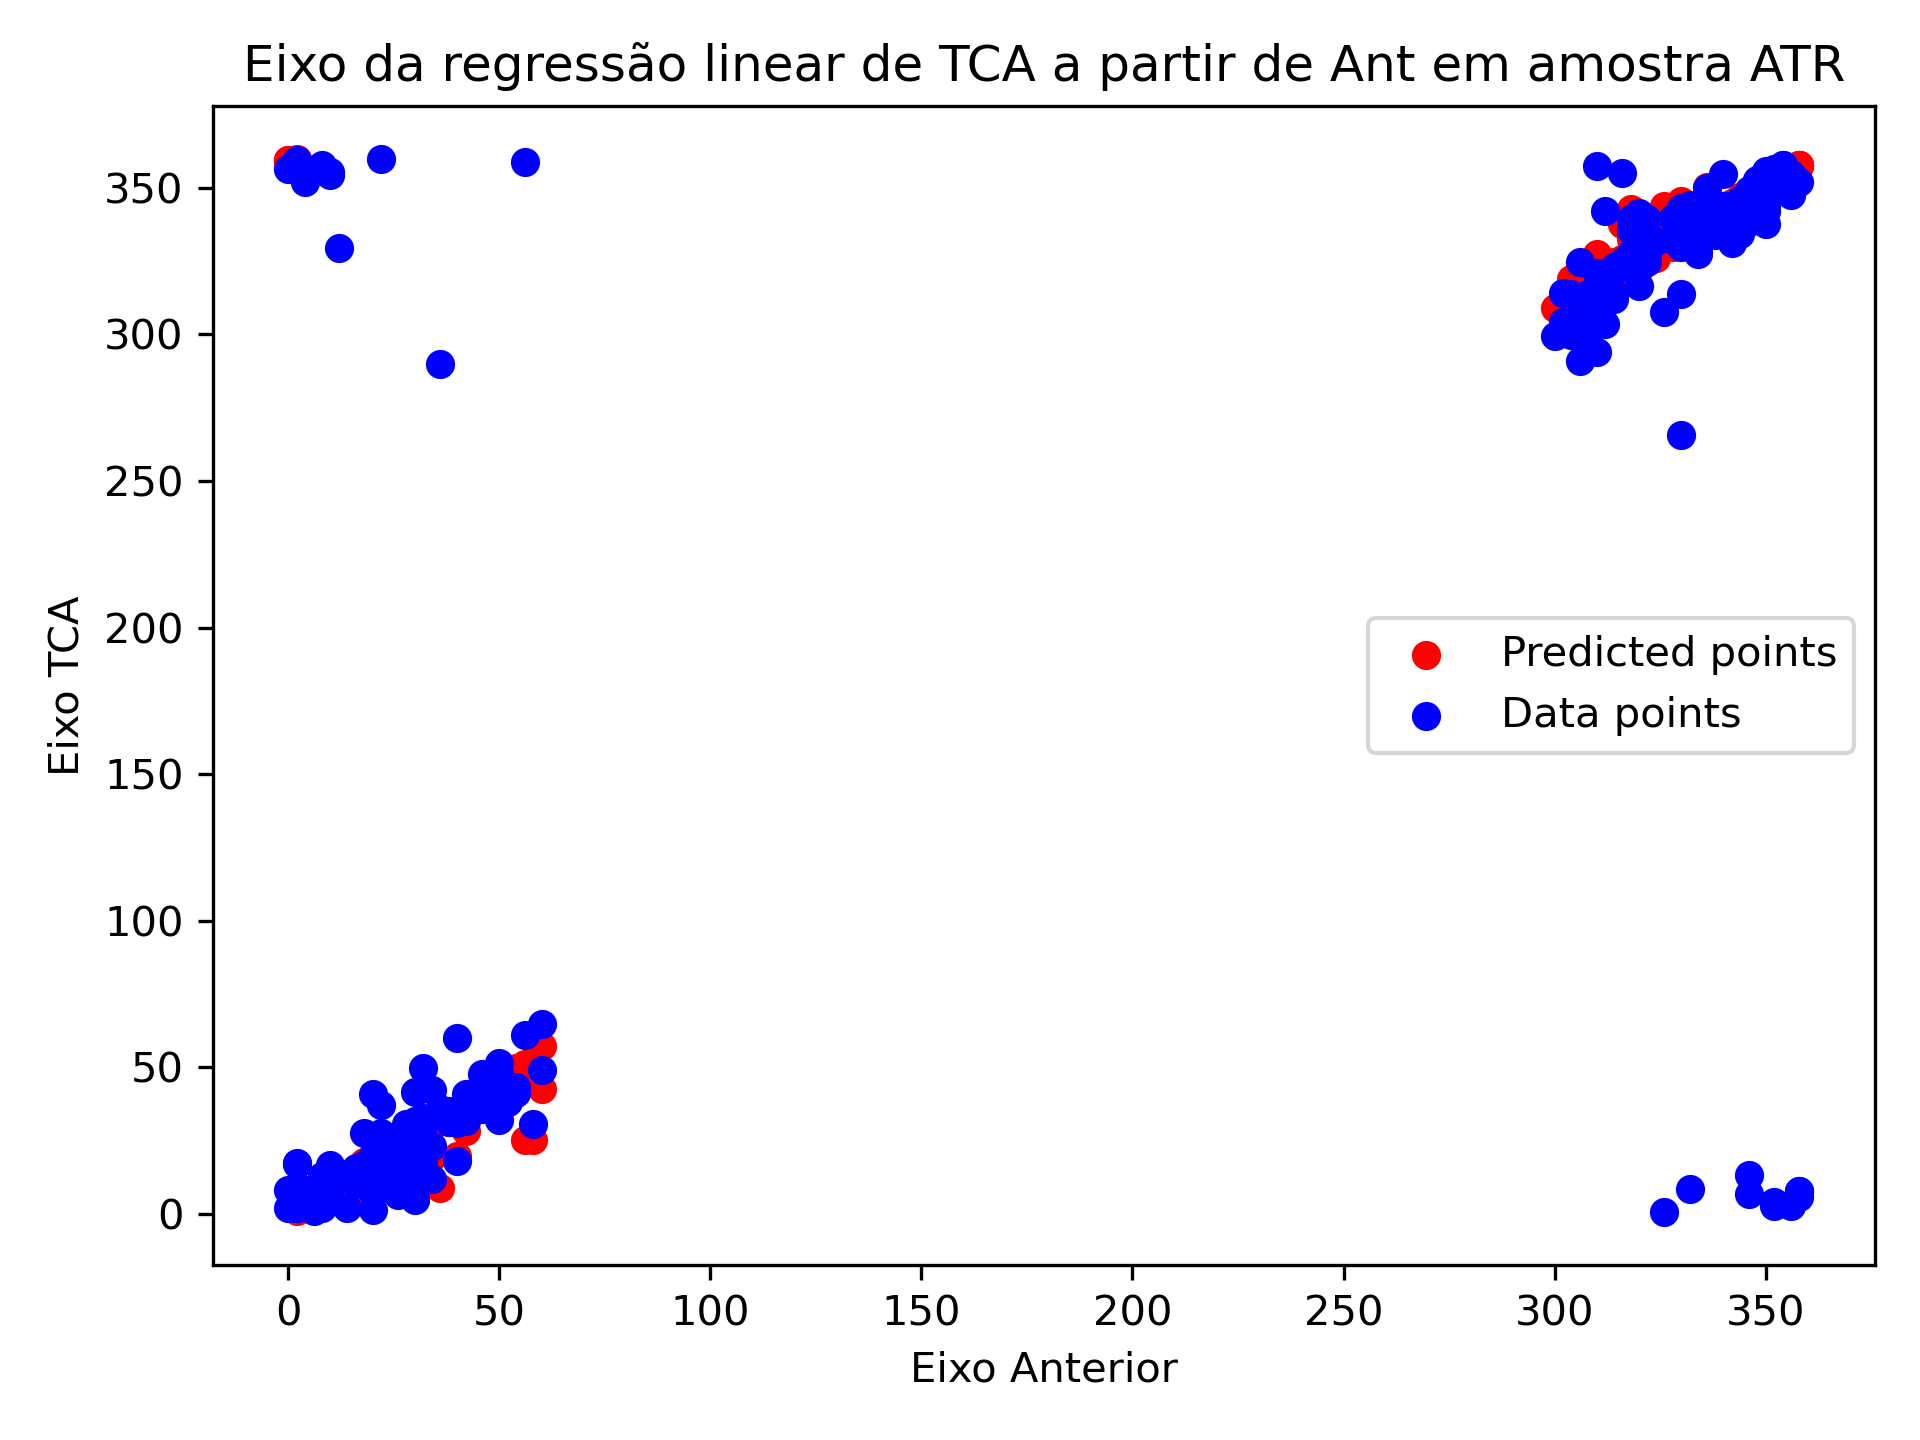 Eixo da regressão linear de TCA a partir de Ant em amostra ATR
350
300
250
200
150
100
50
0
Eixo TCA
Predicted points
Data points
0 50 100 150 200 250 300 350
Eixo Anterior